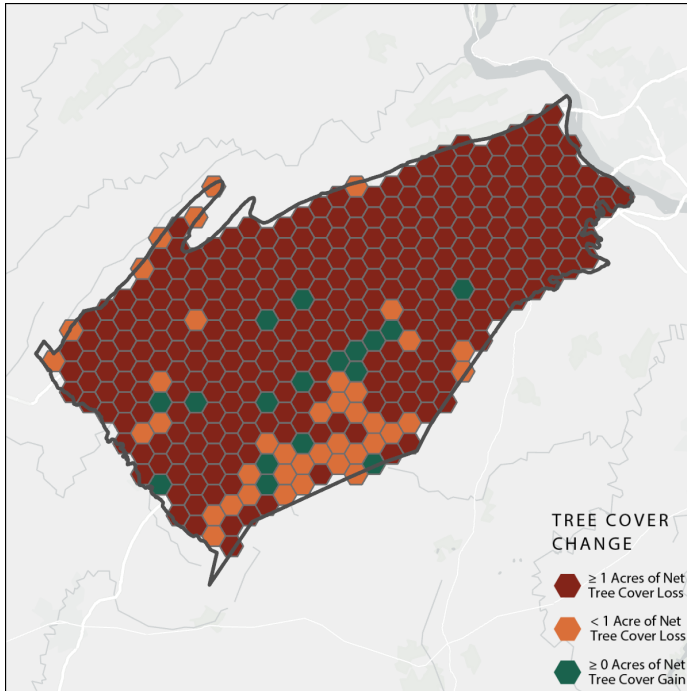 TREE COVER
CHANGE
≥ 1 Acres of Net
Tree Cover Loss
< 1 Acre of Net
Tree Cover Loss
≥ 0 Acres of Net
Tree Cover Gain